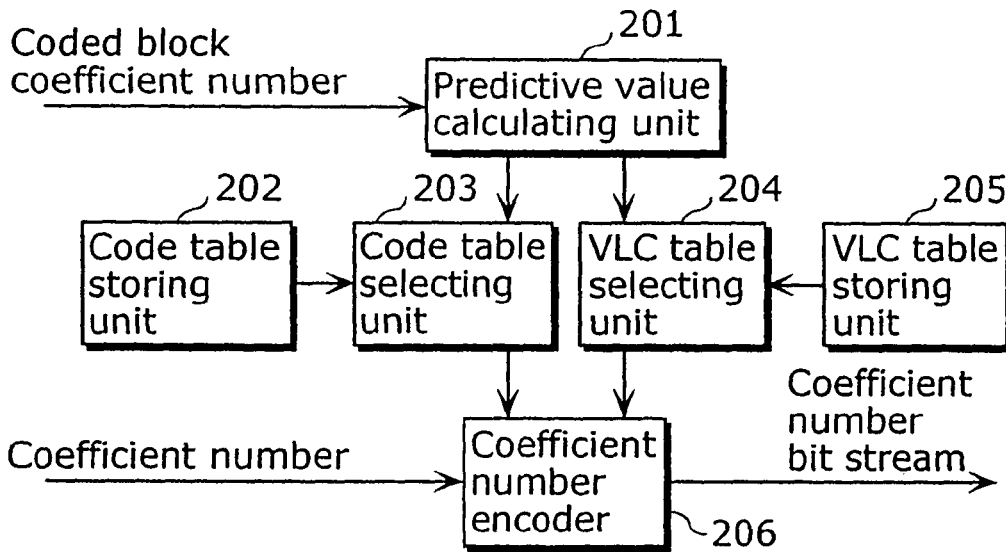 Coded block
coefficient number
201
Predictive value
calculating unit
202
203
204
205
Code table
storing
unit
Code table
selecting
unit
VLC table
selecting
unit
VLC table
storing
unit
Coefficient number
Coefficient
number
encoder
206
Coefficient
number
bit stream